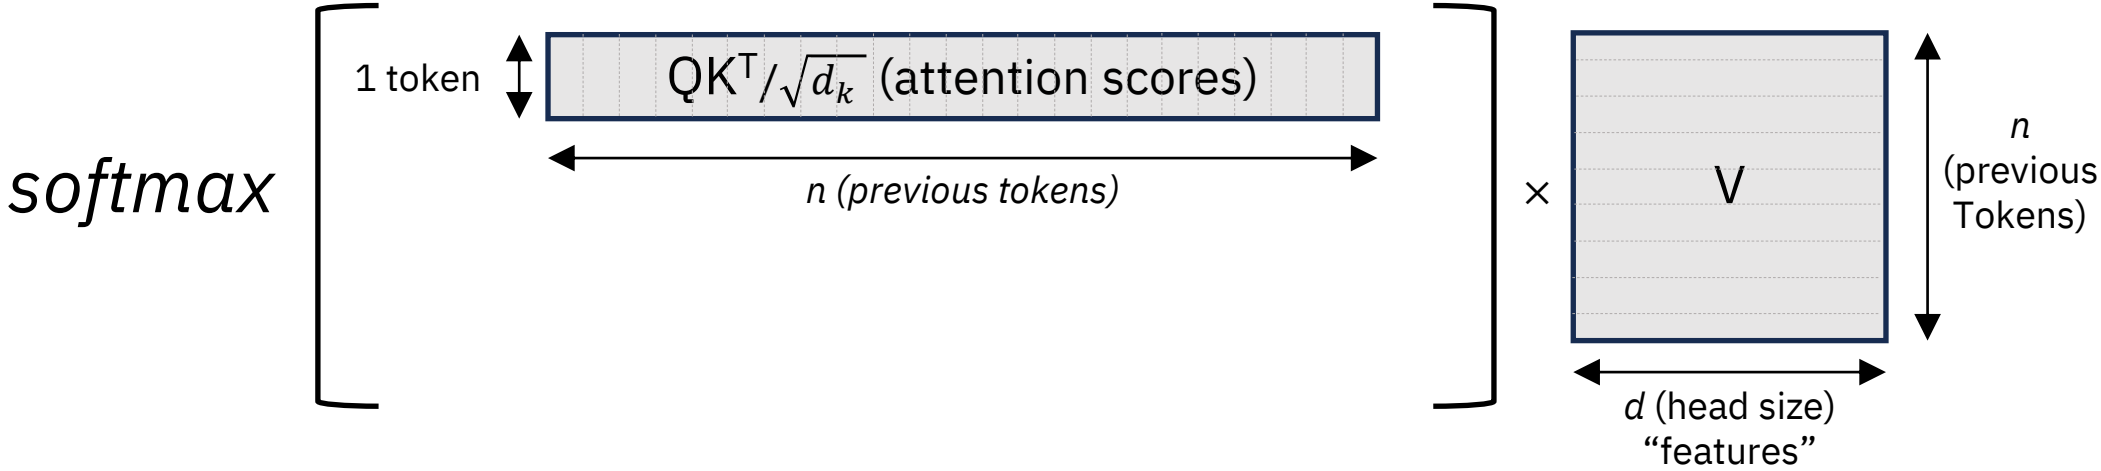 softmax
1 token
QKᵀ/√dₖ (attention scores)
n (previous tokens)
×
V
n
(previous
Tokens)
d (head size)
“features”